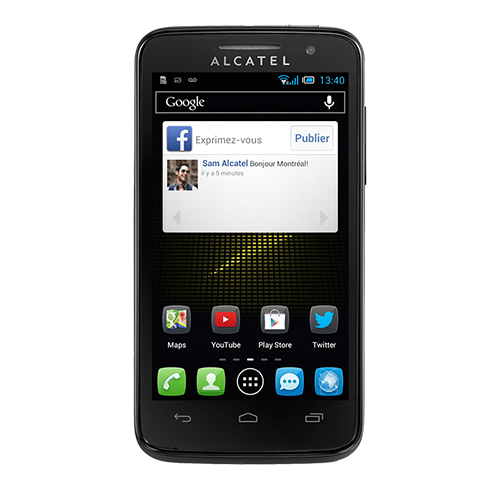 ALCATEL
13:40
Google
Exprimez-vous
Publier
Sam Alcatel Bonjour Montréal!
il y a 9 minutes
Maps
YouTube
Play Store
Twitter